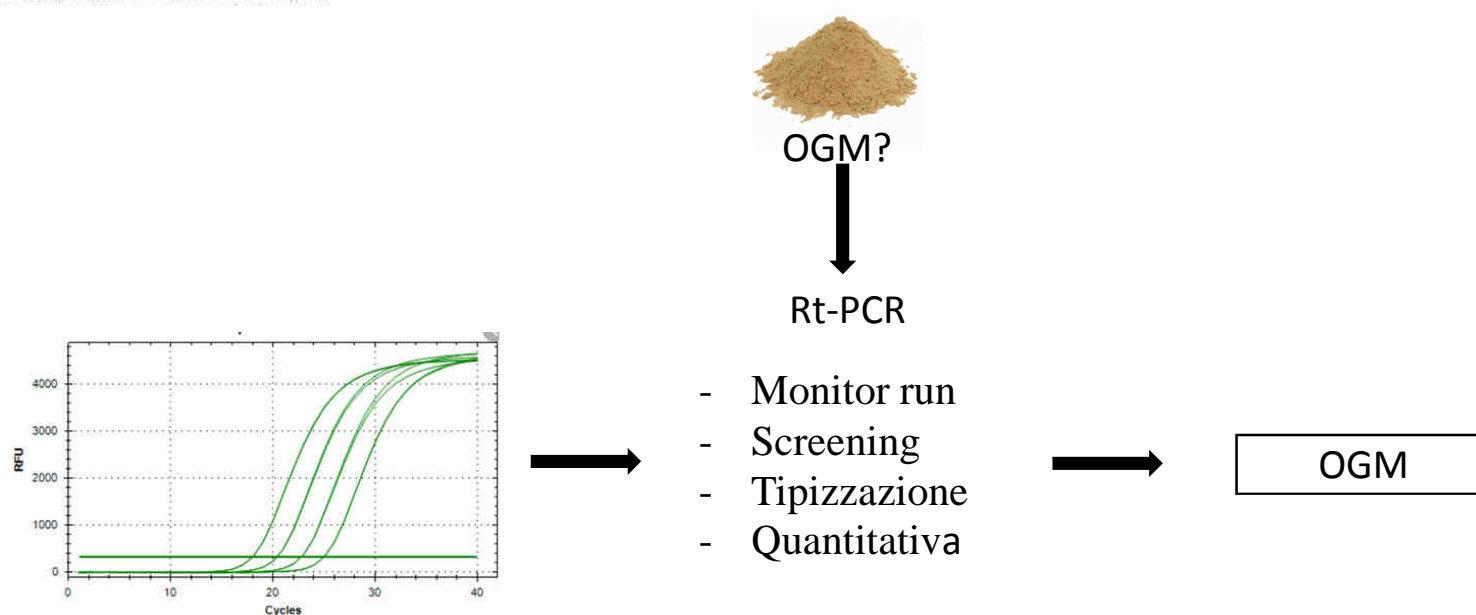 OGM?
Rt-PCR
- Monitor run
- Screening
- Tipizzazione
- Quantitativa
OGM
4000
3000
2000
1000
0
RFU
0 10 20 30 40
Cycles